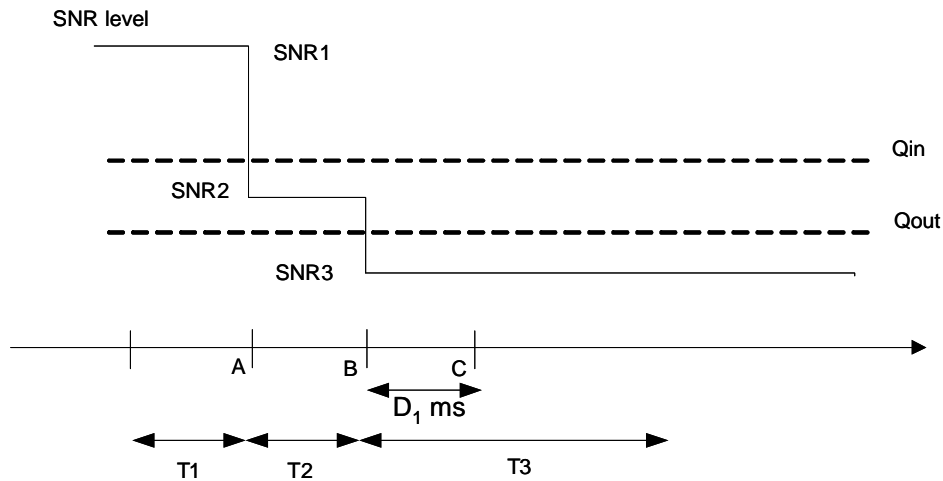 SNR level
SNR1
Qin
SNR2
Qout
SNR3
A B C
D₁ ms
T1 T2 T3